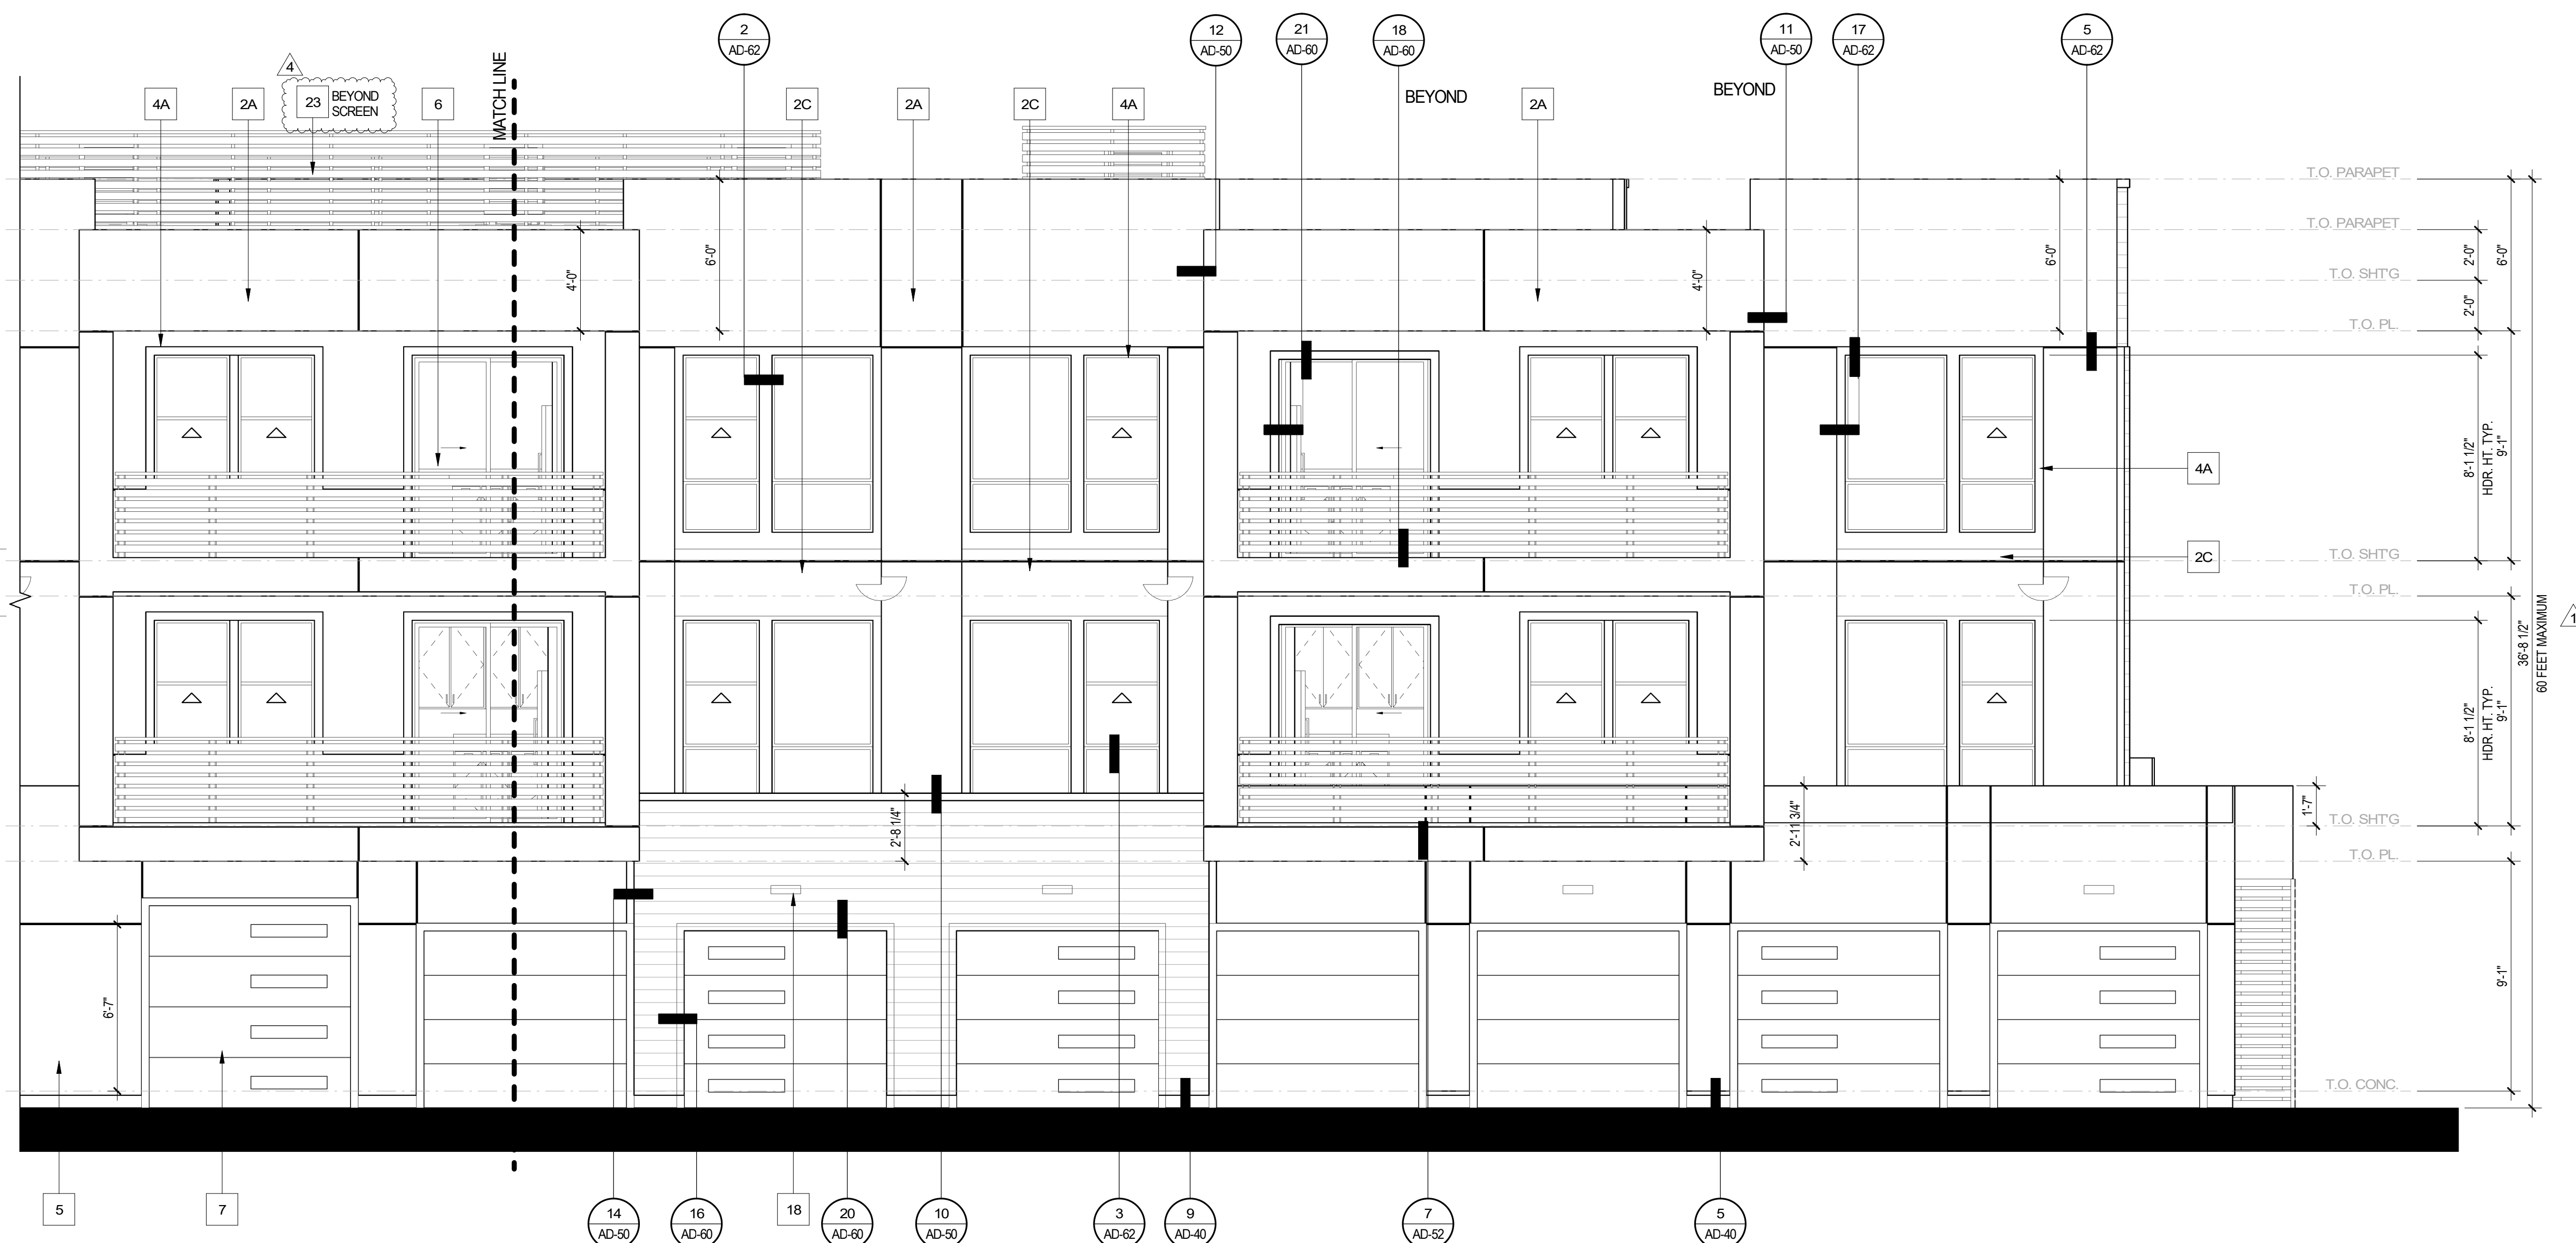 2
AD-62
12
AD-50
21
AD-60
18
AD-60
11
AD-50
17
AD-62
5
AD-62
4
4A
2A
23
BEYOND
SCREEN
6
MATCH LINE
2C
2A
2C
4A
BEYOND
2A
BEYOND
T.O. PARAPET
T.O. PARAPET
T.O. SHT'G
T.O. PL.
4'-0"
6'-0"
4'-0"
6'-0"
2'-0"
6'-0"
2'-0"
8'-1 1/2"
HDR. HT. TYP.
9'-1"
4A
2C
T.O. SHT'G
T.O. PL.
36'-8 1/2"
60 FEET MAXIMUM
1
8'-1 1/2"
HDR. HT. TYP.
9'-1"
2'-8 1/4"
2'-11 3/4"
1'-7"
T.O. SHT'G
T.O. PL.
6'-7"
9'-1"
T.O. CONC.
5
7
14
AD-50
16
AD-60
18
20
AD-60
10
AD-50
3
AD-62
9
AD-40
7
AD-52
5
AD-40